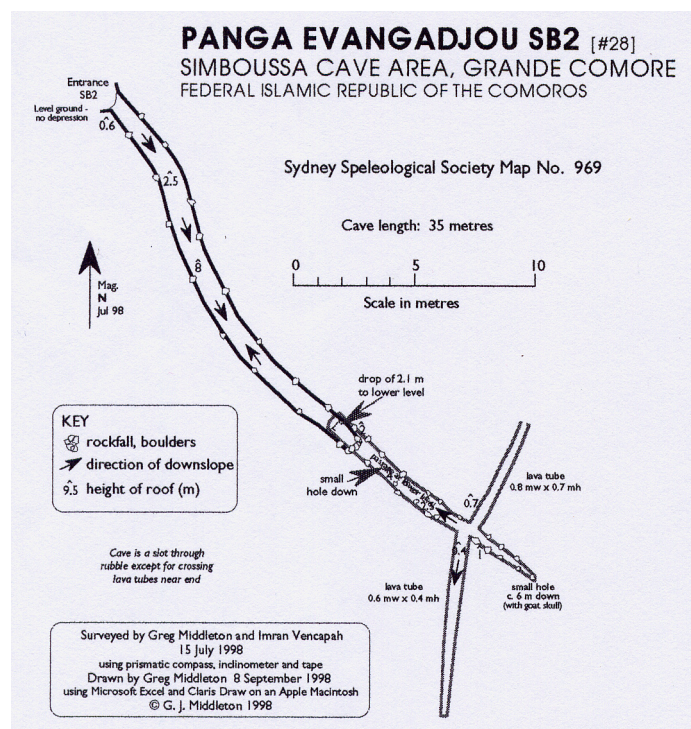 PANGA EVANGADJOU SB2 [#28]
SIMBOUSSA CAVE AREA, GRANDE COMORE
FEDERAL ISLAMIC REPUBLIC OF THE COMOROS
Entrance
SB2
Level ground -
no depression
0.6
2.5
8
Sydney Speleological Society Map No. 969
Cave length: 35 metres
0 5 10
Scale in metres
Mag.
N
Jul 98
drop of 2.1 m
to lower level
KEY
rockfall, boulders
direction of downslope
9.5 height of roof (m)
small
hole down
2.5
0.7
lava tube
0.8 mw x 0.7 mh
0.4
1
Cave is a slot through
rubble except for crossing
lava tubes near end
lava tube
0.6 mw x 0.4 mh
small hole
c. 6 m down
(with goat skull)
Surveyed by Greg Middleton and Imran Vencapah
15 July 1998
using prismatic compass, inclinometer and tape
Drawn by Greg Middleton 8 September 1998
using Microsoft Excel and Claris Draw on an Apple Macintosh
© G. J. Middleton 1998